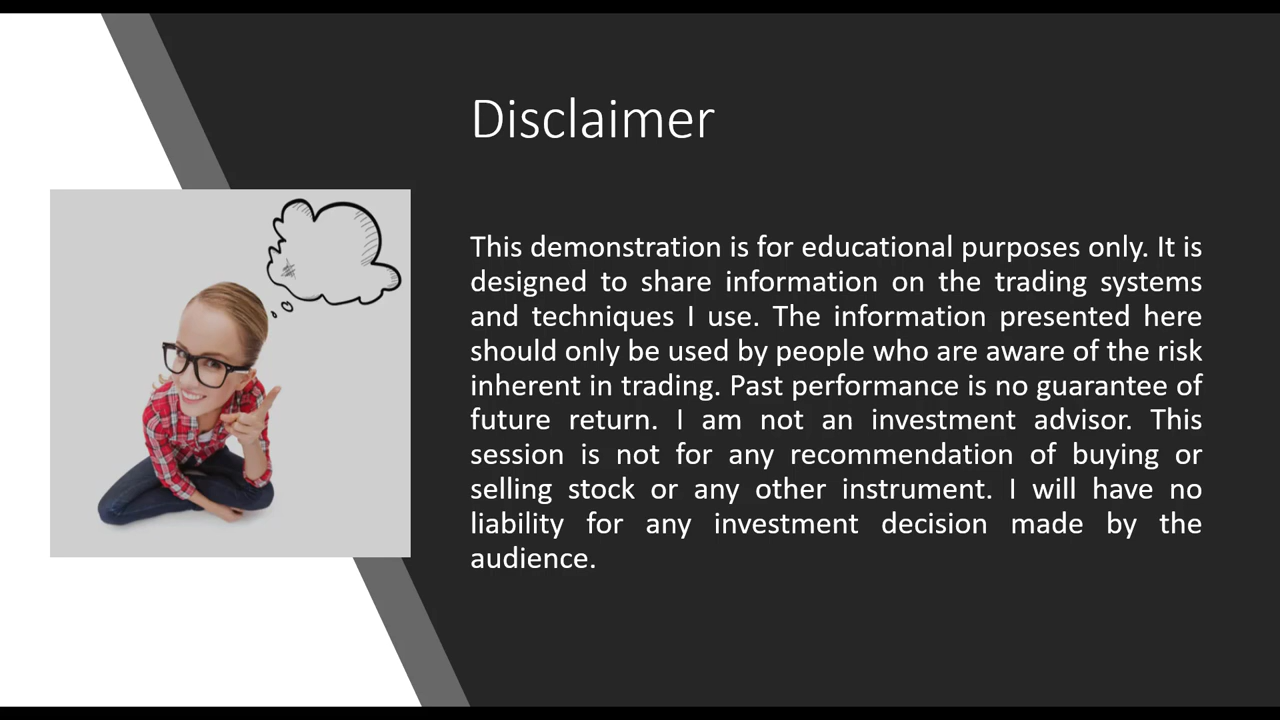 Disclaimer
This demonstration is for educational purposes only. It is
designed to share information on the trading systems
and techniques I use. The information presented here
should only be used by people who are aware of the risk
inherent in trading. Past performance is no guarantee of
future return. I am not an investment advisor. This
session is not for any recommendation of buying or
selling stock or any other instrument. I will have no
liability for any investment decision made by the
audience.